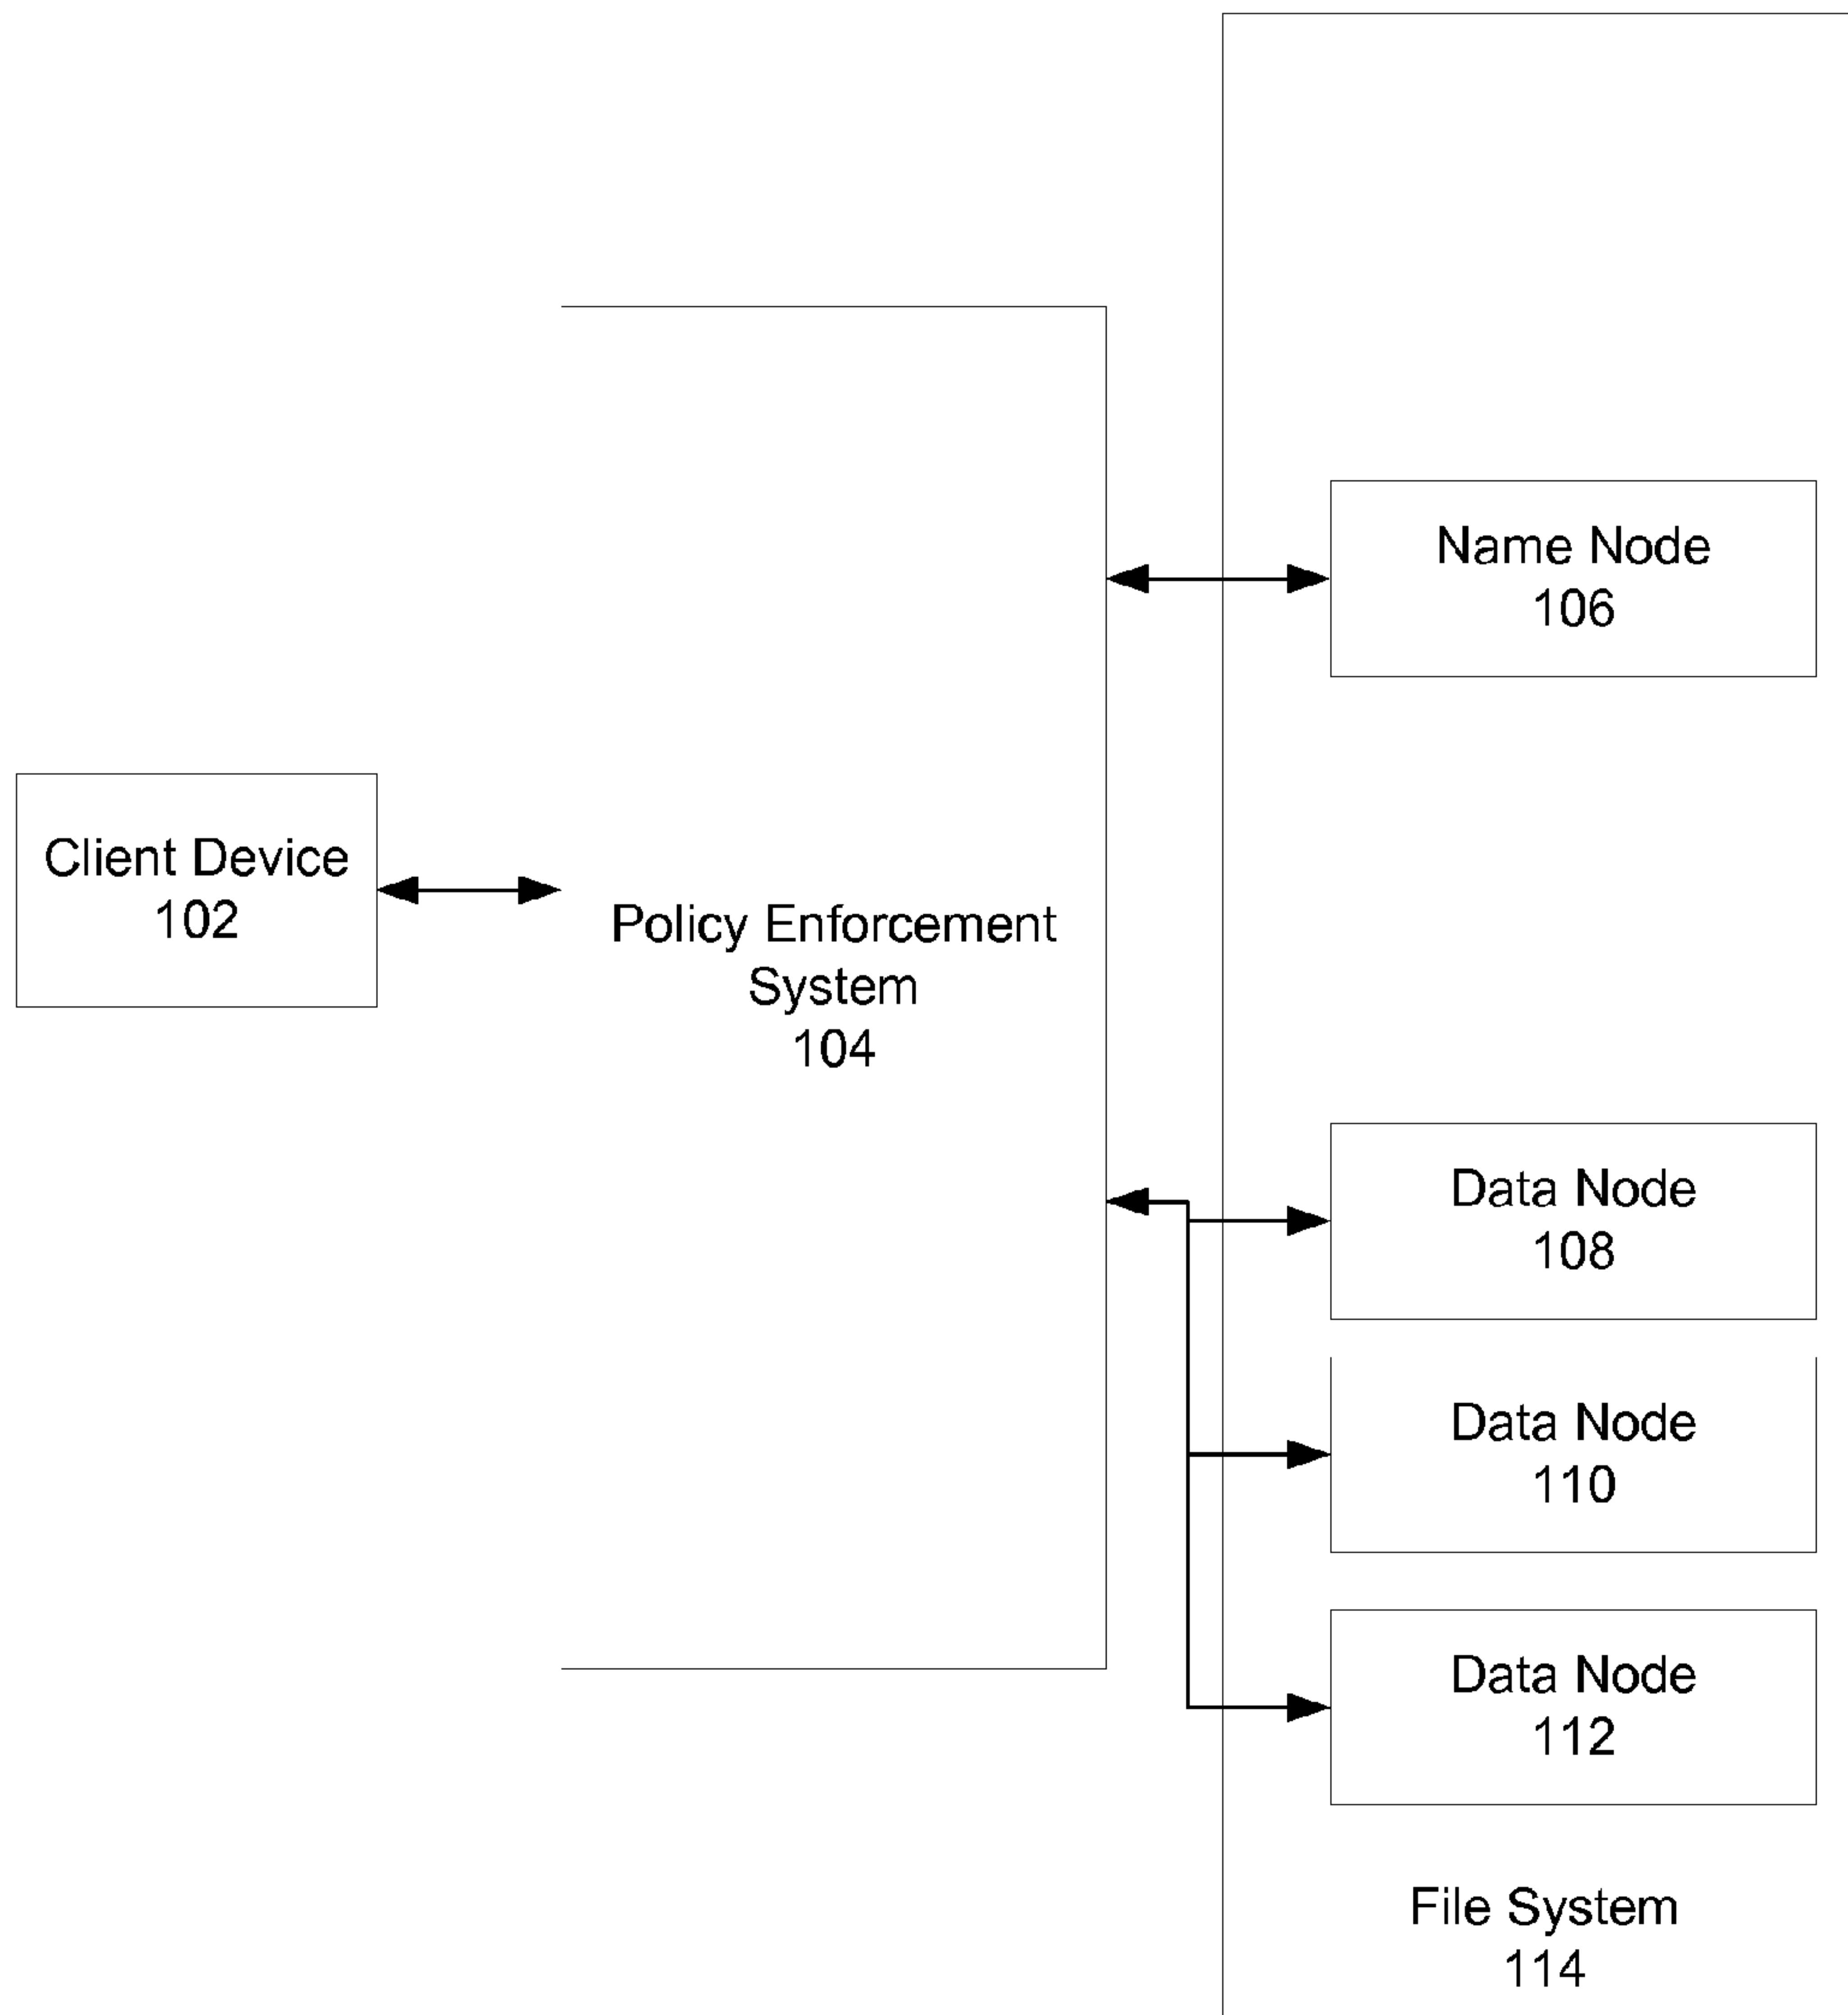 Name Node
106
Client Device
102
Policy Enforcement
System
104
Data Node
108
Data Node
110
Data Node
112
File System
114